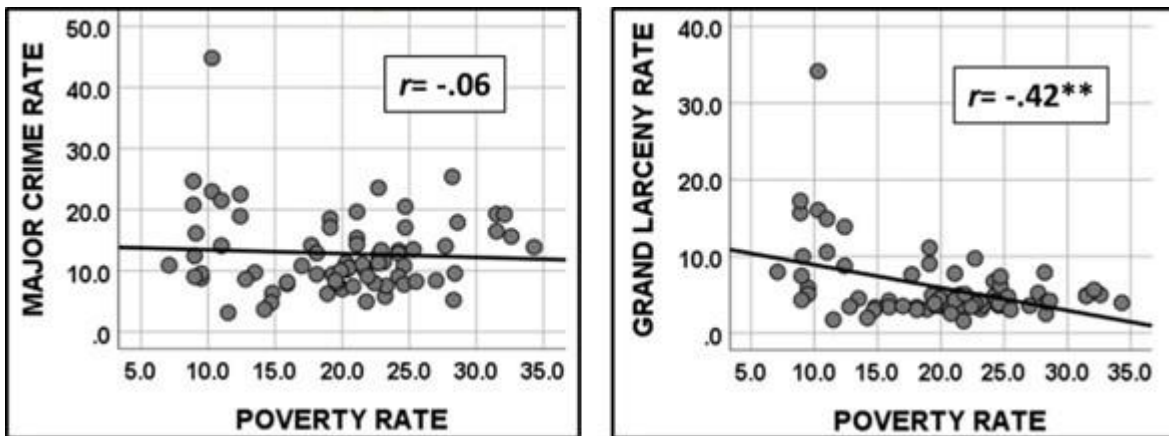 MAJOR CRIME RATE
50.0
40.0
30.0
20.0
10.0
.0
r= -.06
5.0 10.0 15.0 20.0 25.0 30.0 35.0
POVERTY RATE
GRAND LARCENY RATE
40.0
30.0
20.0
10.0
.0
r= -.42**
5.0 10.0 15.0 20.0 25.0 30.0 35.0
POVERTY RATE